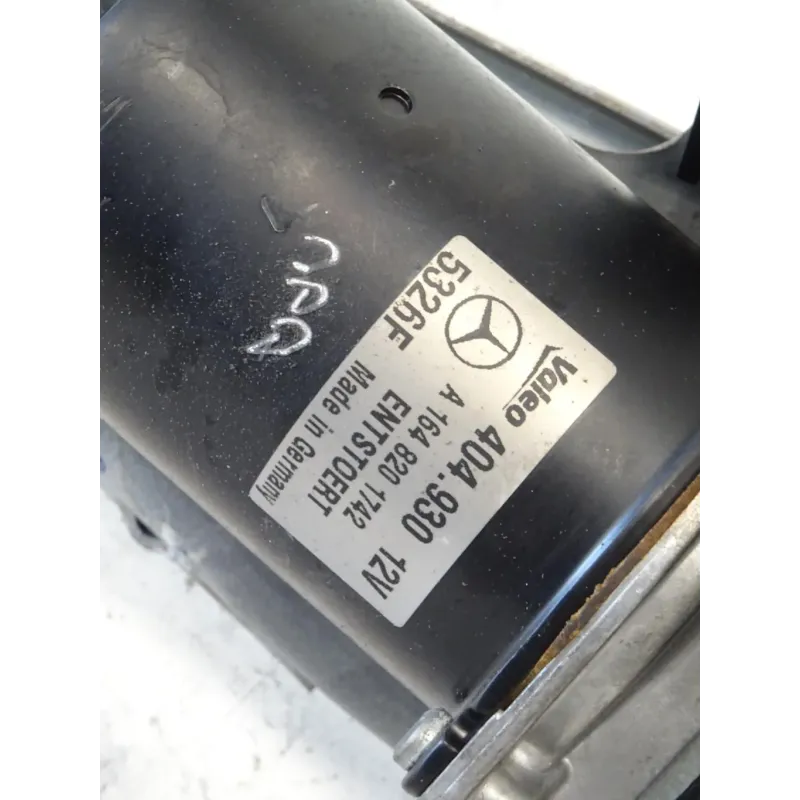 Valeo 404.930 12V
A 164 820 1742
ENTSTOERT
5326F Made in Germany